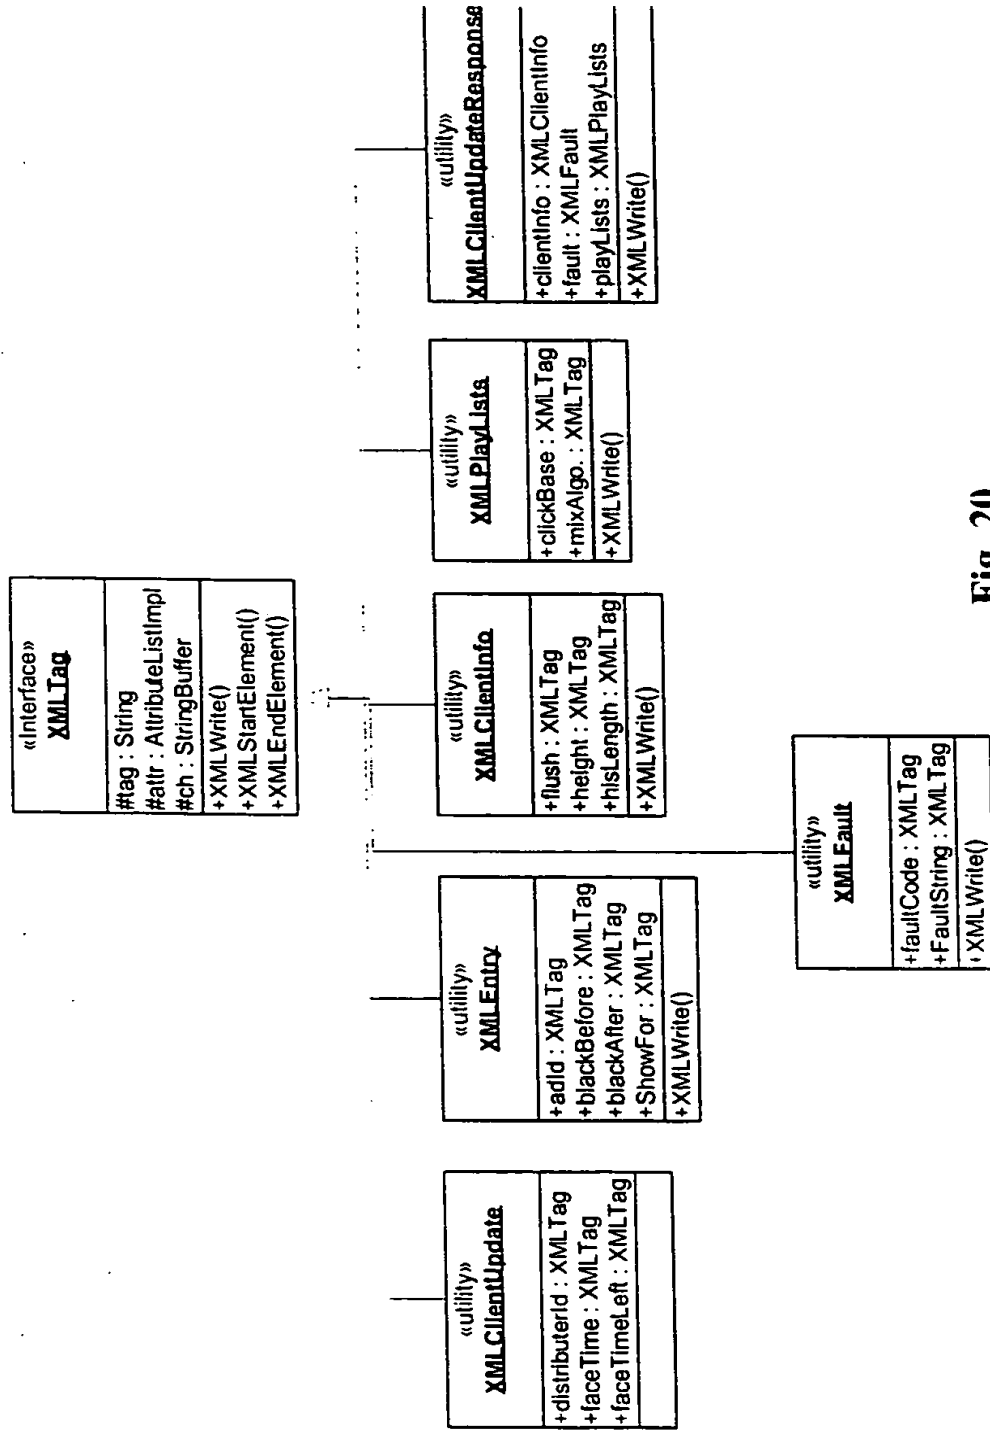 «Interface»
XMLTag
#tag : String
#attr : AttributeListImpl
#ch : StringBuffer
+XMLWrite()
+XMLStartElement()
+XMLEndElement()
«utility»
XMLClientUpdate
+distributerId : XMLTag
+faceTime : XMLTag
+faceTimeLeft : XMLTag
«utility»
XMLEntry
+adId : XMLTag
+blackBefore : XMLTag
+blackAfter : XMLTag
+ShowFor : XMLTag
+XMLWrite()
«utility»
XMLClientInfo
+flush : XMLTag
+height : XMLTag
+hisLength : XMLTag
+XMLWrite()
«utility»
XMLPlayLists
+clickBase : XMLTag
+mixAlgo. : XMLTag
+XMLWrite()
«utility»
XMLClientUpdateResponse
+clientInfo : XMLClientInfo
+fault : XMLFault
+playLists : XMLPlayLists
+XMLWrite()
«utility»
XMLFault
+faultCode : XMLTag
+FaultString : XMLTag
+XMLWrite()
Fig. 20